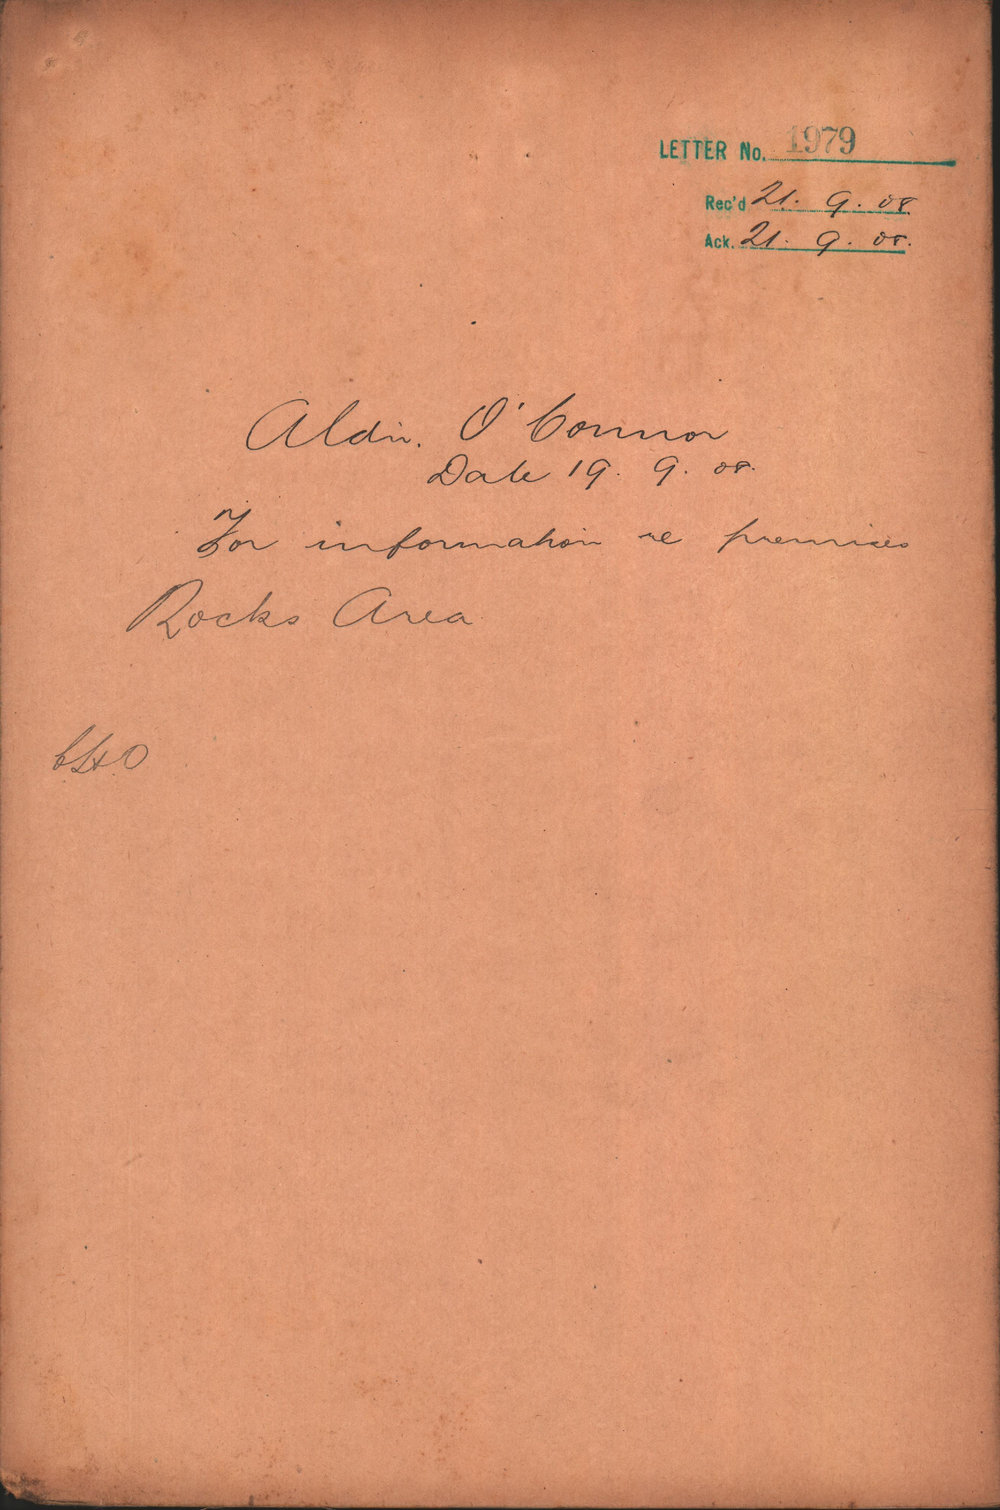 LETTER No. 1979
Rec'd 21. 9. 08
Ack. 21. 9. 08.
Aldn. O'Connor
Date 19. 9. 08.
For information re premises
Rocks Area